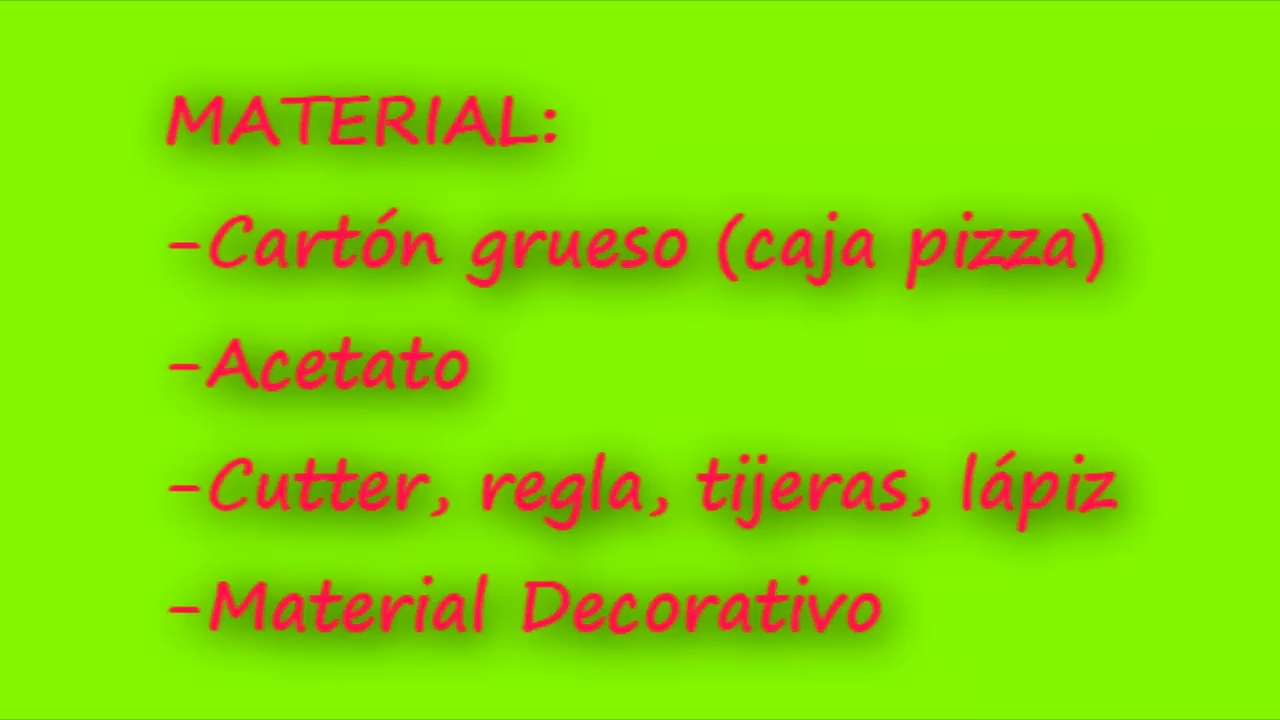 MATERIAL:
-Cartón grueso (caja pizza)
-Acetato
-Cutter, regla, tijeras, lápiz
-Material Decorativo